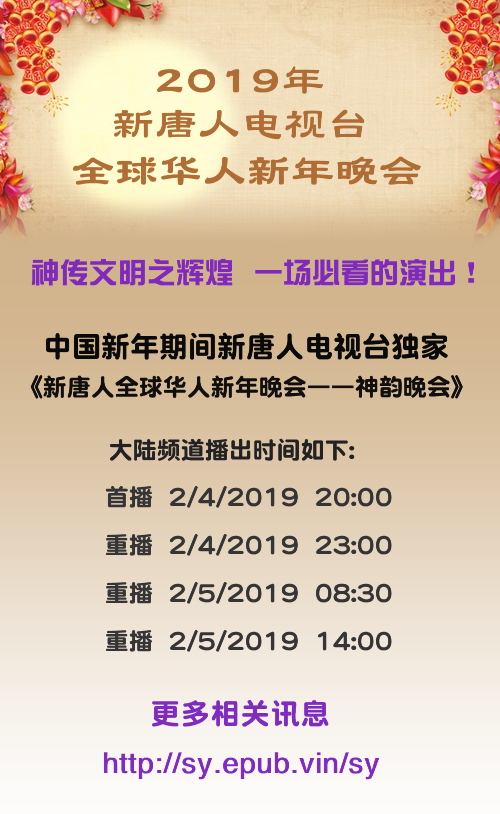 2019年
新唐人电视台
全球华人新年晚会
神传文明之辉煌 一场必看的演出！
中国新年期间新唐人电视台独家
《新唐人全球华人新年晚会——神韵晚会》
大陆频道播出时间如下:
首播 2/4/2019 20:00
重播 2/4/2019 23:00
重播 2/5/2019 08:30
重播 2/5/2019 14:00
更多相关讯息
http://sy.epub.vin/sy